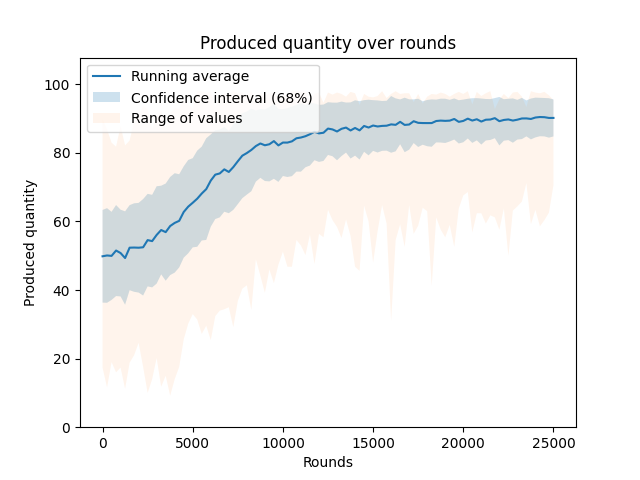 Produced quantity over rounds
Running average
Confidence interval (68%)
Range of values
Produced quantity
100
80
60
40
20
0
0 5000 10000 15000 20000 25000
Rounds